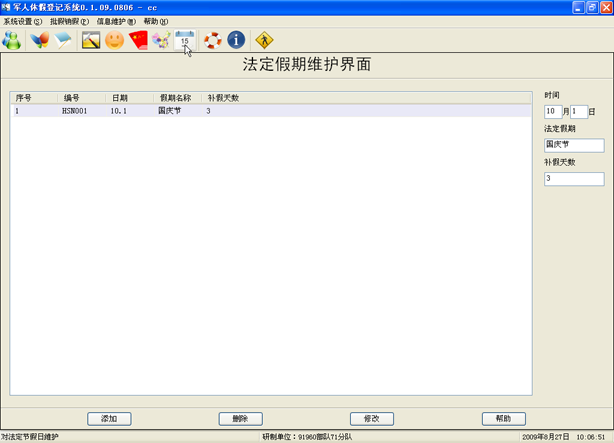 军人休假登记系统0.1.09.0806 - cc
系统设置(S) 批假销假(P) 信息维护(M) 帮助(H)
15
法定假期维护界面
序号 编号 日期 假期名称 补假天数
1 HSN001 10.1 国庆节 3
时间
10 月 1 日
法定假期
国庆节
补假天数
3
添加 删除 修改 帮助
对法定节假日维护 研制单位：91960部队71分队 2009年8月27日 10:06:51